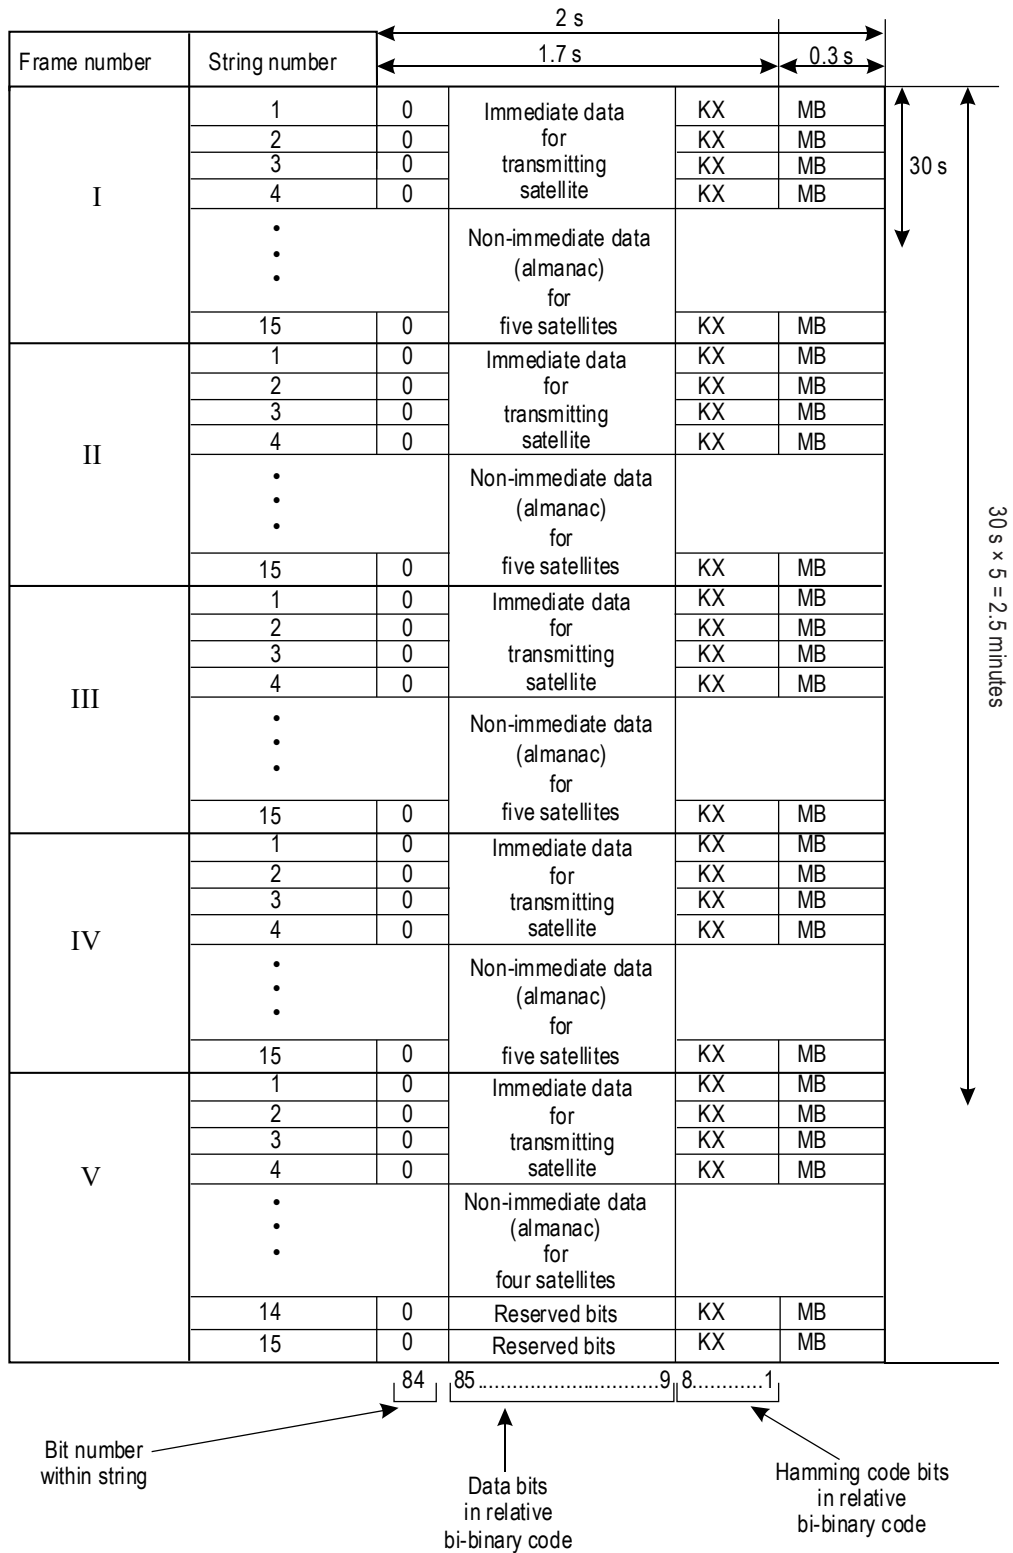 2 s
Frame number String number 1.7 s 0.3 s
1 0 Immediate data KX MB
2 0 for KX MB
3 0 transmitting KX MB
I 4 0 satellite KX MB
30 s
• Non-immediate data
• (almanac)
• for
15 0 five satellites KX MB
1 0 Immediate data KX MB
2 0 for KX MB
3 0 transmitting KX MB
4 0 satellite KX MB
II
• Non-immediate data
• (almanac)
• for
15 0 five satellites KX MB
1 0 Immediate data KX MB
2 0 for KX MB
3 0 transmitting KX MB
4 0 satellite KX MB
III
• Non-immediate data
• (almanac)
• for
15 0 five satellites KX MB
30 s × 5 = 2.5 minutes
1 0 Immediate data KX MB
2 0 for KX MB
3 0 transmitting KX MB
4 0 satellite KX MB
IV
• Non-immediate data
• (almanac)
• for
15 0 five satellites KX MB
1 0 Immediate data KX MB
2 0 for KX MB
3 0 transmitting KX MB
4 0 satellite KX MB
V
• Non-immediate data
• (almanac)
• for
four satellites
14 0 Reserved bits KX MB
15 0 Reserved bits KX MB
84 85.................................9 8............1
Bit number
within string
Data bits
in relative
bi-binary code
Hamming code bits
in relative
bi-binary code